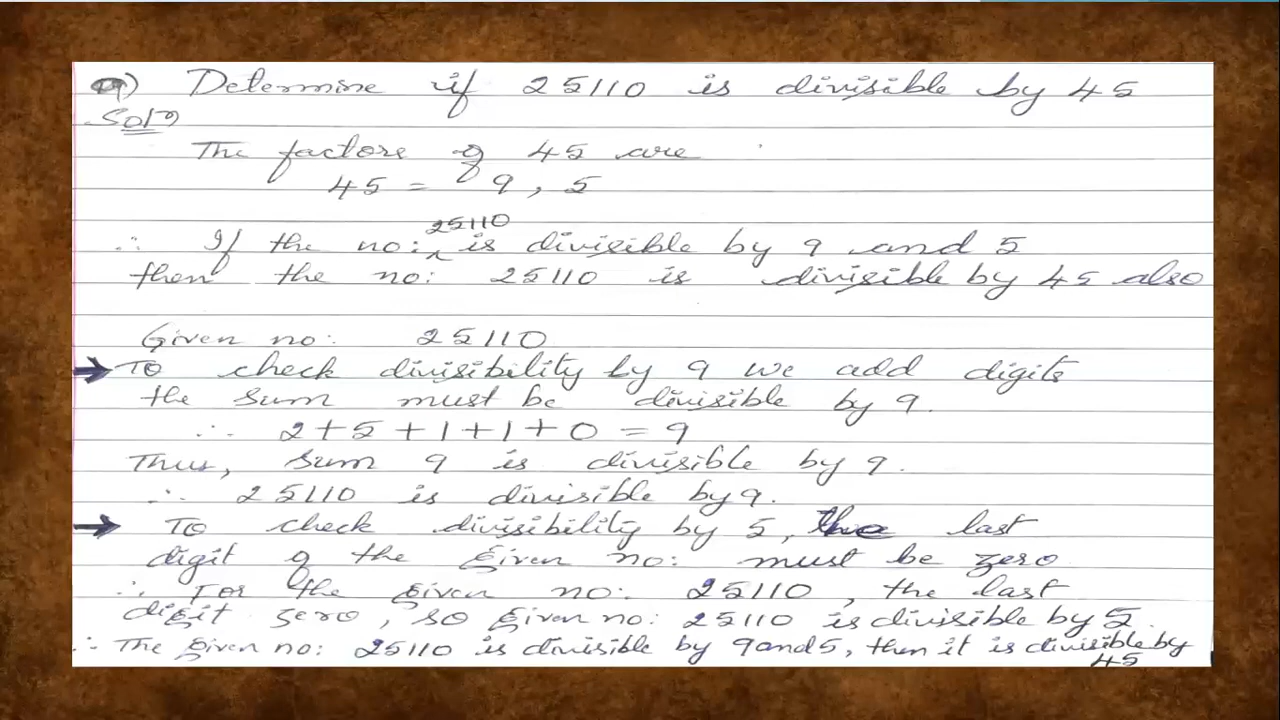 Q) Determine if 25110 is divisible by 45
Soln
The factors of 45 are
45 = 9, 5
25110
∴ If the no: ^ is divisible by 9 and 5
then the no: 25110 is divisible by 45 also
Given no: 25110
→ To check divisibility by 9 we add digits
the sum must be divisible by 9.
∴ 2+5+1+1+0 = 9
Thus, sum 9 is divisible by 9.
∴ 25110 is divisible by 9.
→ To check divisibility by 5, the last
digit of the given no: must be zero
∴ For the given no: 25110, the last
digit zero, so given no: 25110 is divisible by 5.
∴ The given no: 25110 is divisible by 9 and 5, then it is divisible by
45